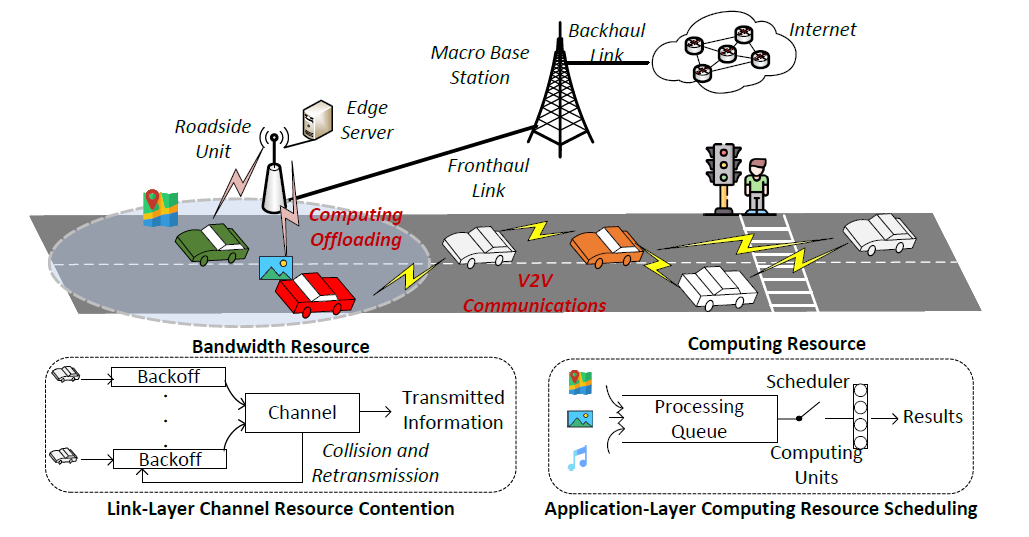 Backhaul
Link
Internet
Macro Base
Station
Edge
Server
Roadside
Unit
Fronthaul
Link
Computing
Offloading
V2V
Communications
Bandwidth Resource
Computing Resource
Backoff
.
.
.
Backoff
Channel
Transmitted
Information
Collision and
Retransmission
Link-Layer Channel Resource Contention
Processing
Queue
Scheduler
Computing
Units
Results
Application-Layer Computing Resource Scheduling